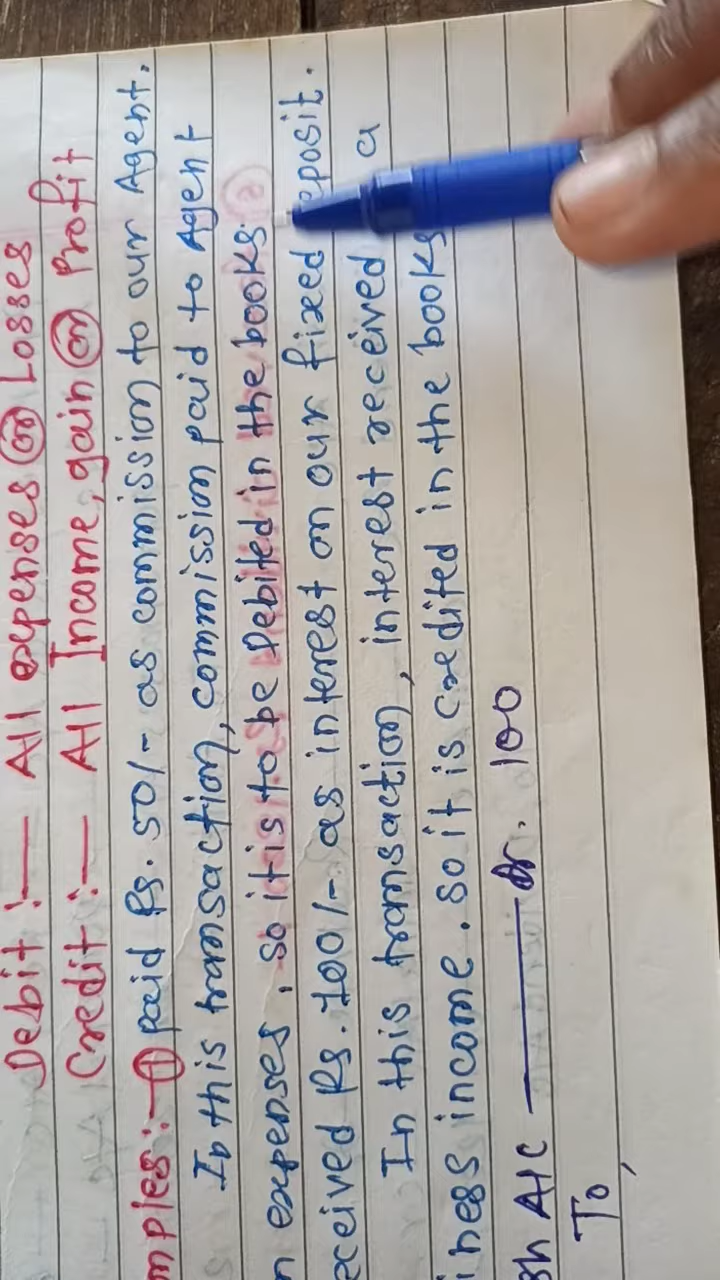 Debit :— All expenses (or) Losses
Credit :— All Income, gain (or) Profit
mples :- ① paid Rs. 50/- as commission to our Agent.
In this transaction, commission paid to Agent
n expenses, so it is to be Debited in the books.
②
eceived Rs. 100/- as interest on our fixed eposit.
In this transaction, interest received a
iness income. so it is credited in the books
sh A/C ——— dr. 100
To,